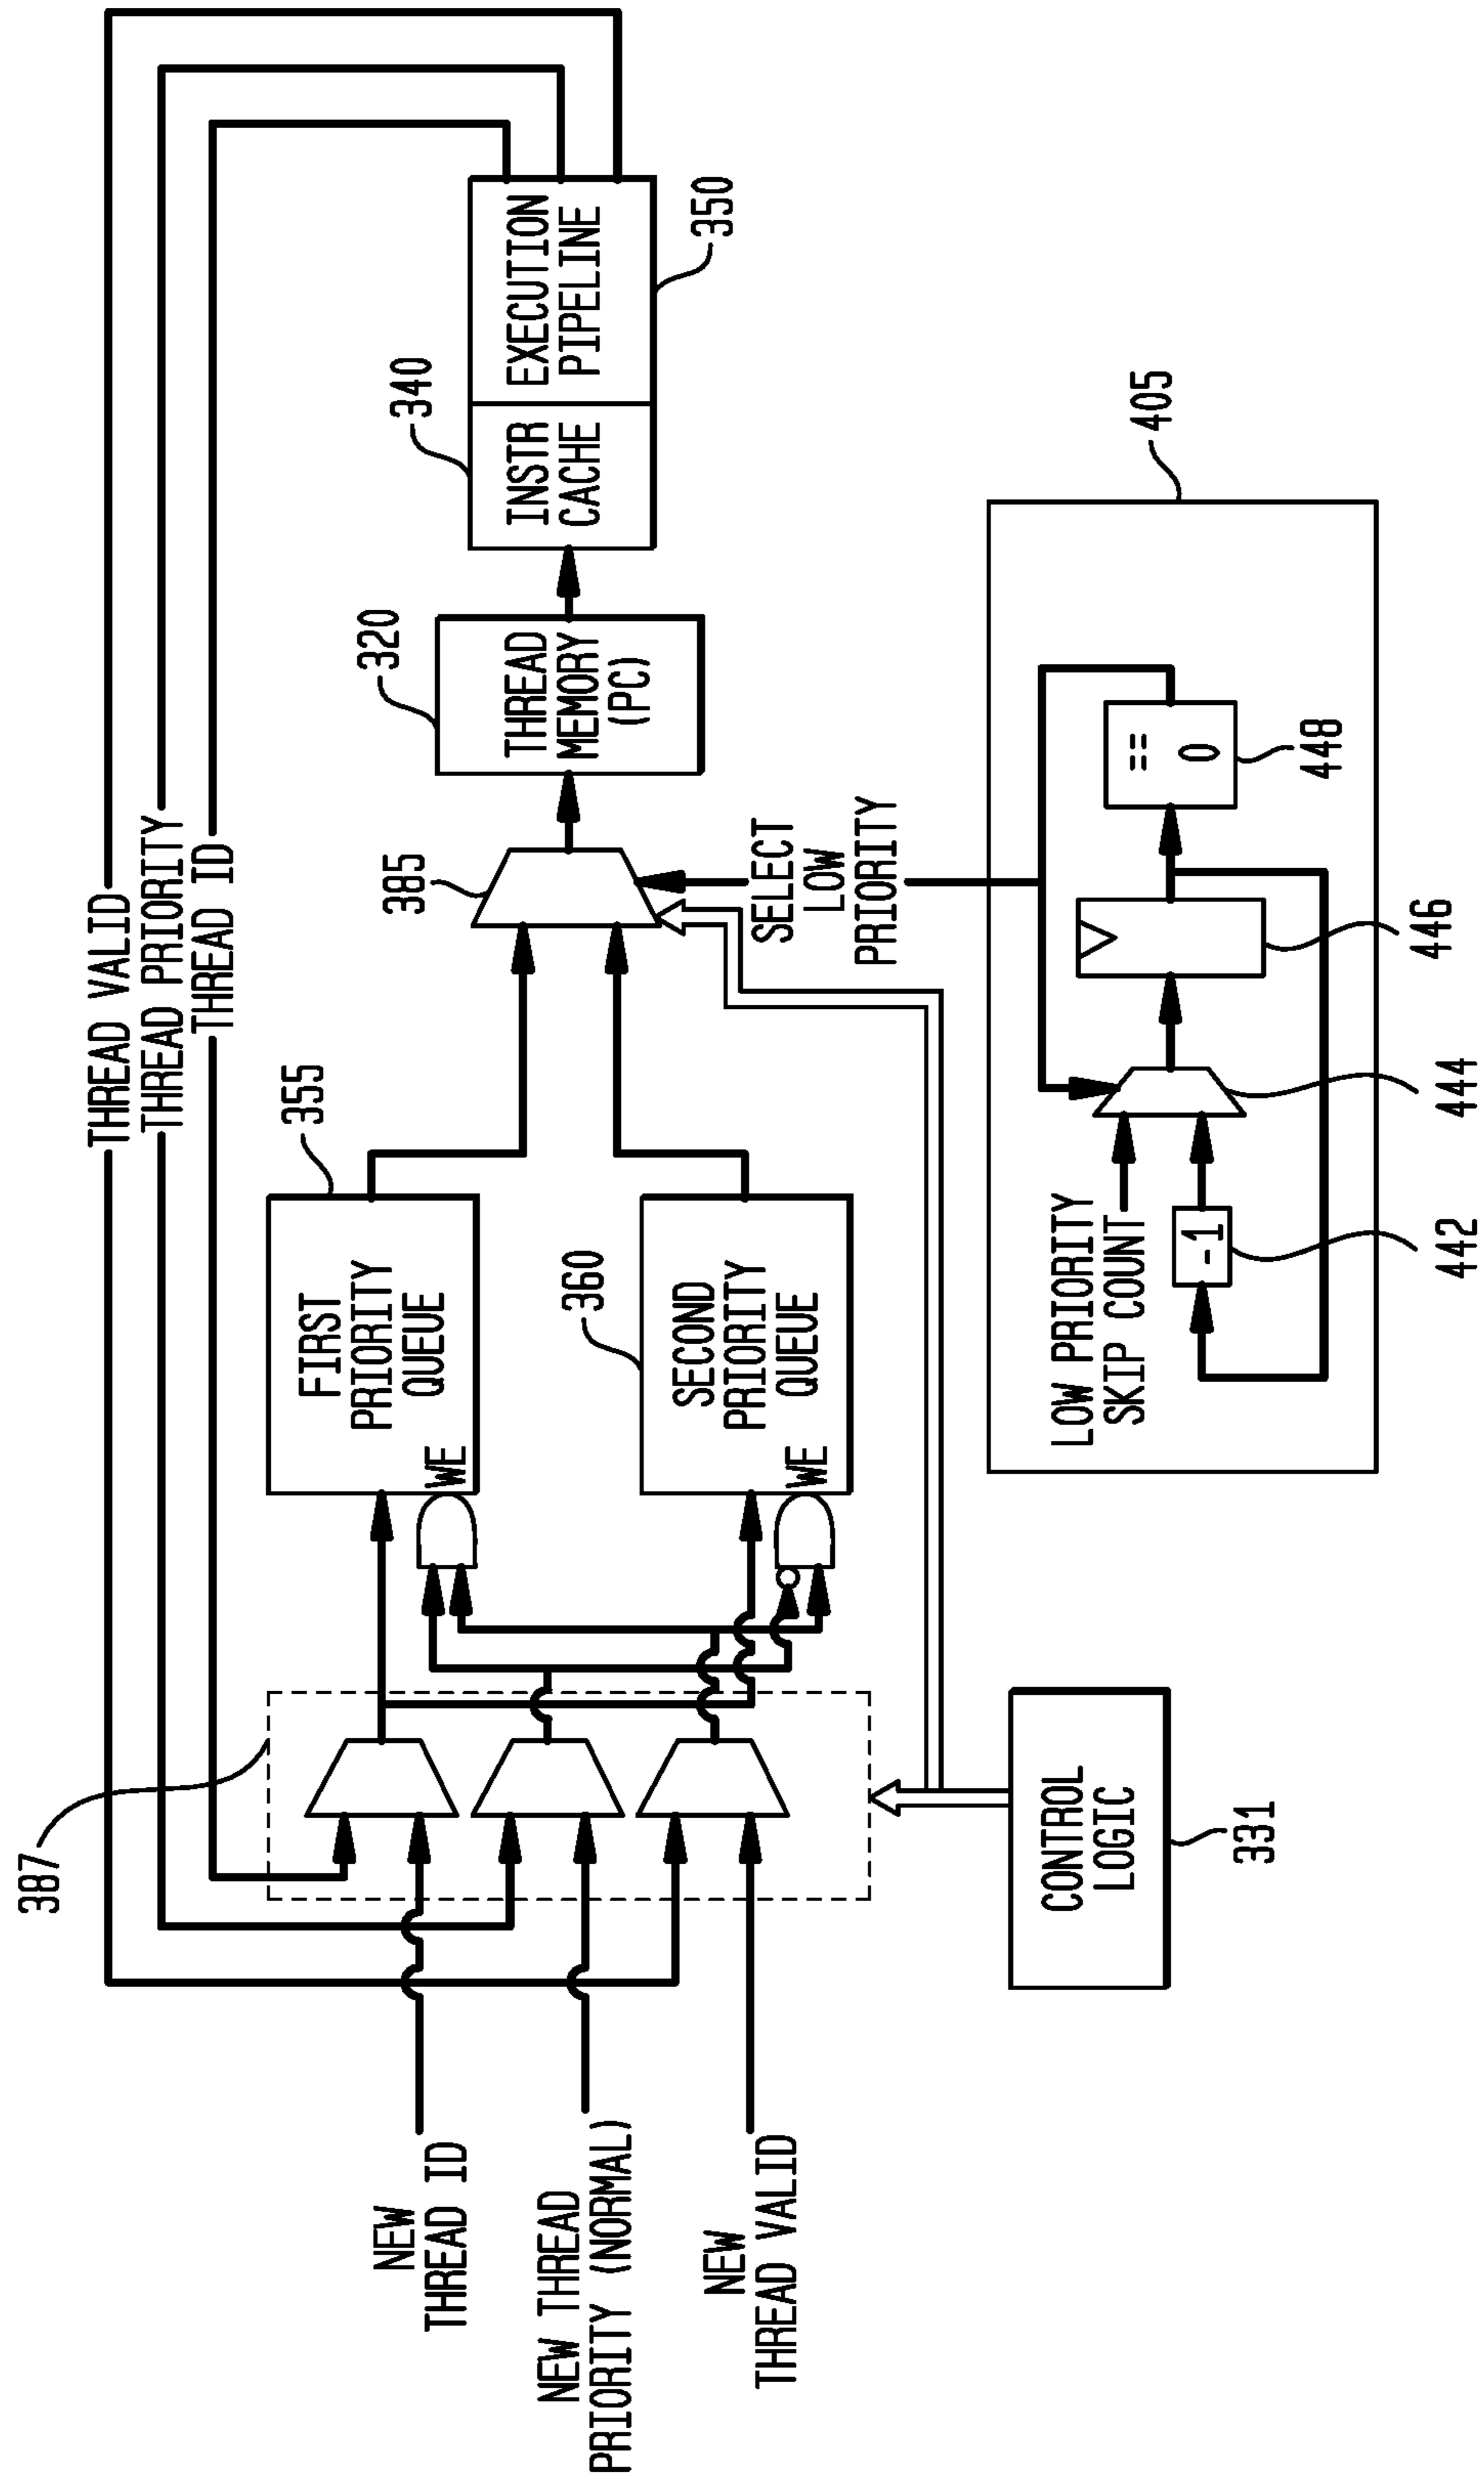 THREAD VALID
THREAD PRIORITY
THREAD ID
387
NEW
THREAD ID
NEW THREAD
PRIORITY (NORMAL)
NEW
THREAD VALID
355
FIRST
PRIORITY
QUEUE
WE
360
SECOND
PRIORITY
QUEUE
WE
385
SELECT
LOW
PRIORITY
320
THREAD
MEMORY
(PC)
340
INSTR
CACHE
EXECUTION
PIPELINE
350
CONTROL
LOGIC
331
405
LOW PRIORITY
SKIP COUNT
-1
442
444
446
==
0
448